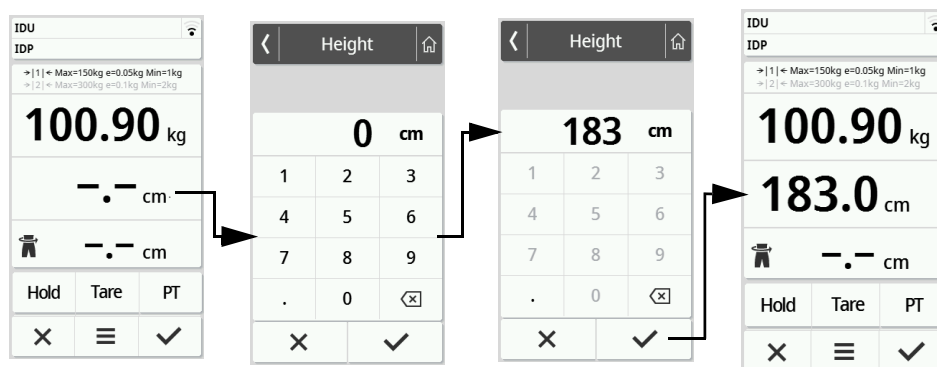 IDU
IDP
→|1|← Max=150kg e=0.05kg Min=1kg
→|2|← Max=300kg e=0.1kg Min=2kg
100.90 kg
-.- cm
-.- cm
Hold Tare PT
Height
0 cm
1 2 3
4 5 6
7 8 9
. 0
Height
183 cm
1 2 3
4 5 6
7 8 9
. 0
IDU
IDP
→|1|← Max=150kg e=0.05kg Min=1kg
→|2|← Max=300kg e=0.1kg Min=2kg
100.90 kg
183.0 cm
-.- cm
Hold Tare PT